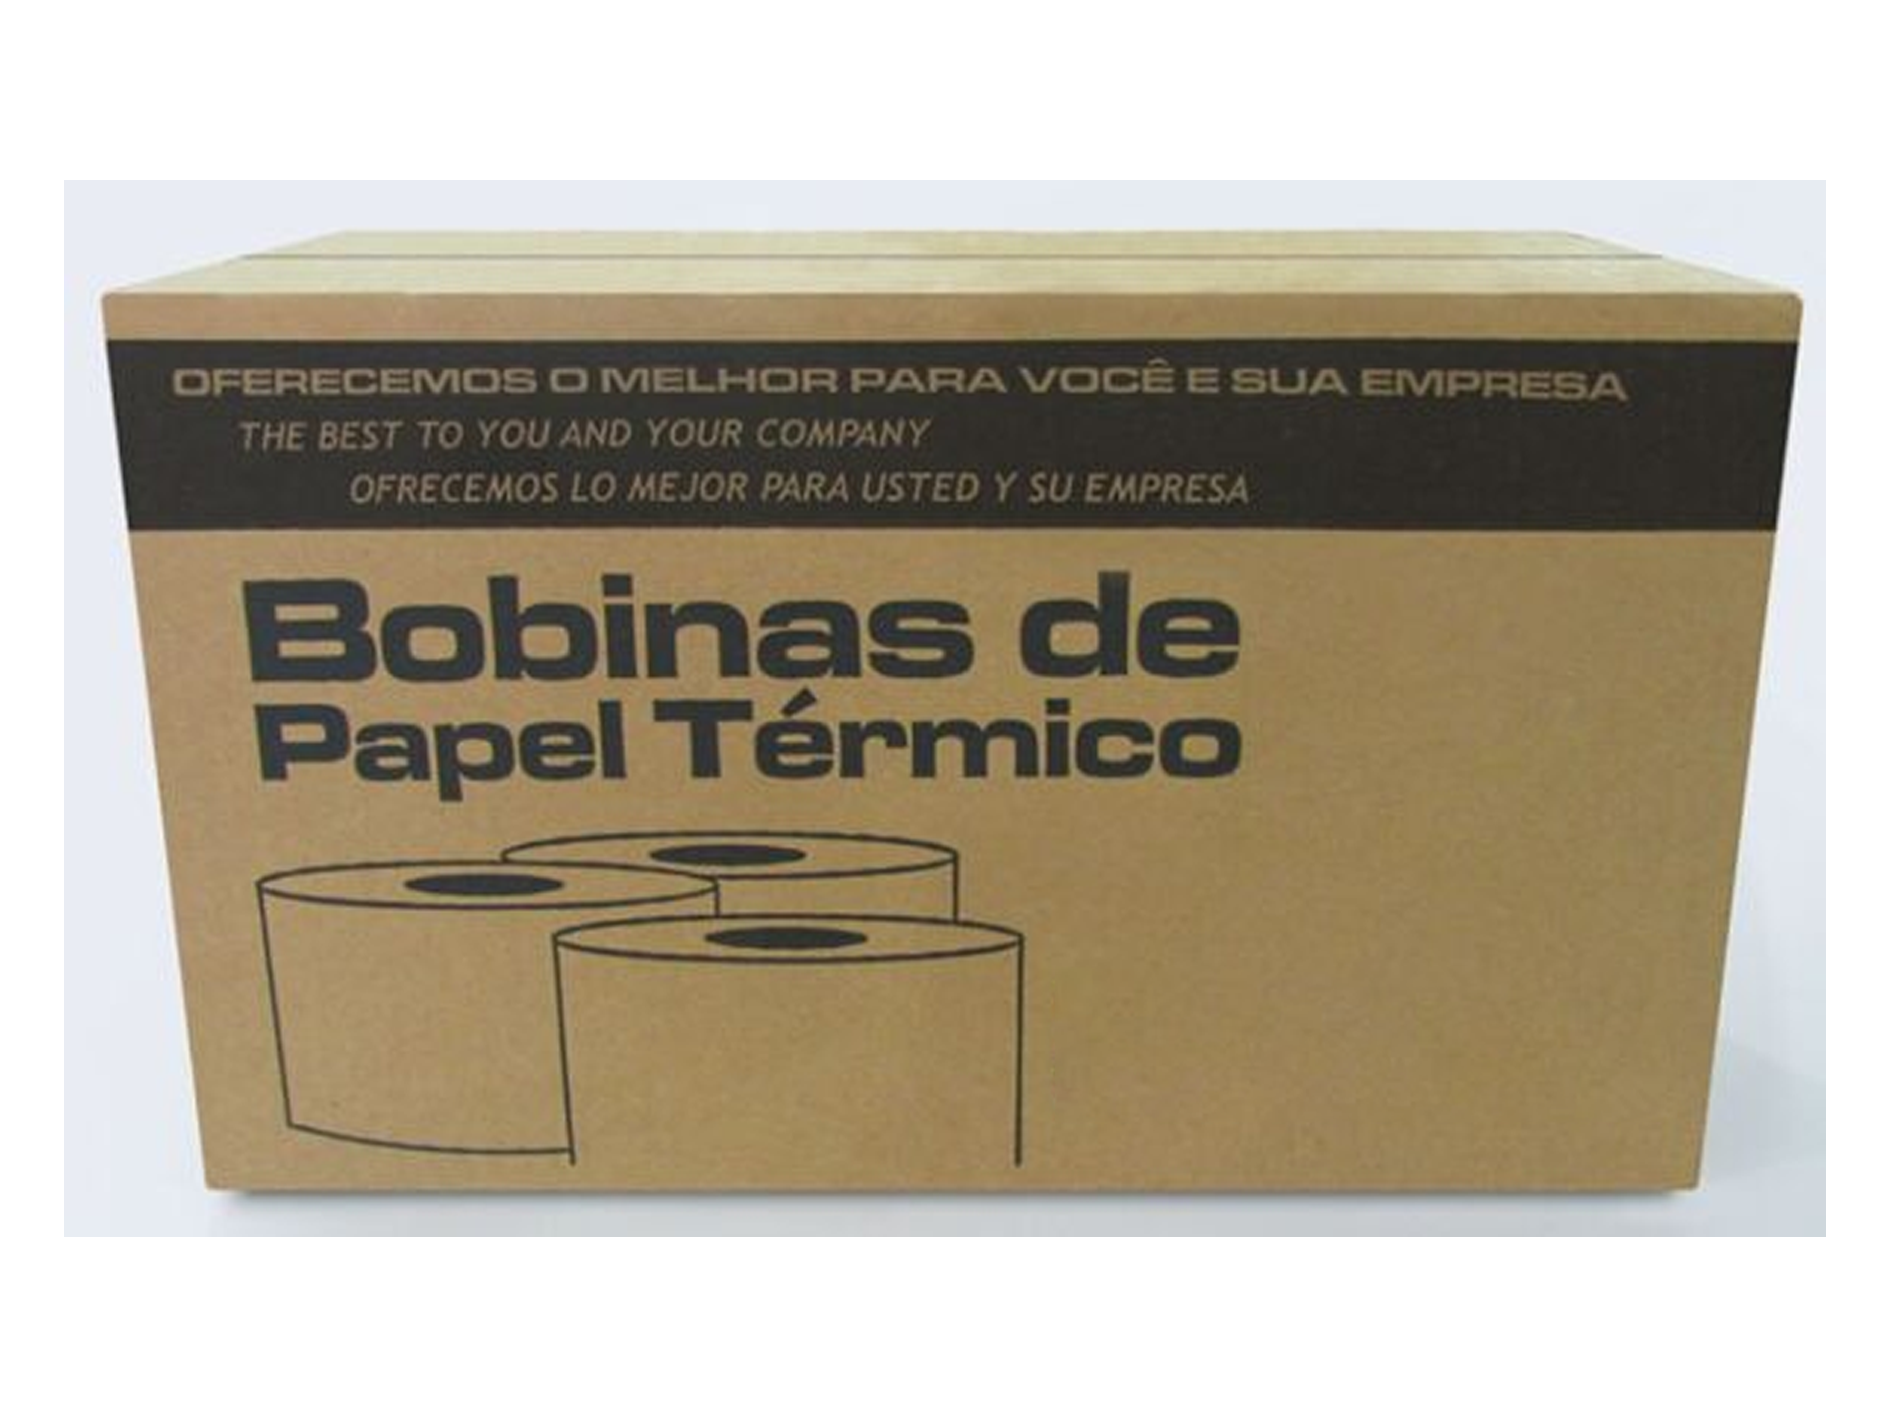 OFERECEMOS O MELHOR PARA VOCÊ E SUA EMPRESA
THE BEST TO YOU AND YOUR COMPANY
OFRECEMOS LO MEJOR PARA USTED Y SU EMPRESA
Bobinas de
Papel Térmico